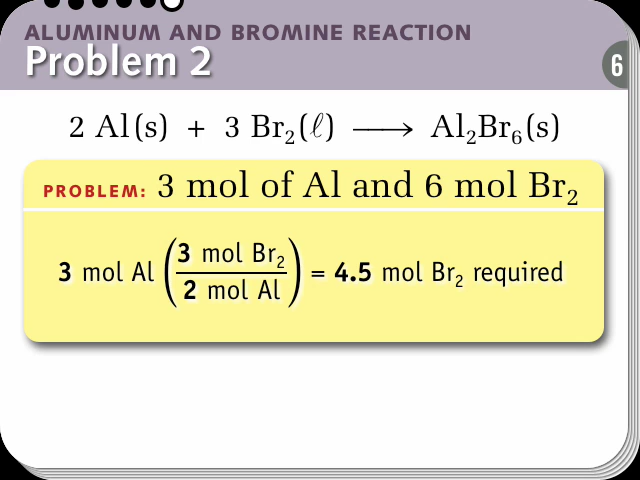 ALUMINUM AND BROMINE REACTION
Problem 2
6
2 Al(s) + 3 Br₂(ℓ) ⟶ Al₂Br₆(s)
PROBLEM: 3 mol of Al and 6 mol Br₂
3 mol Al (3 mol Br₂ / 2 mol Al) = 4.5 mol Br₂ required